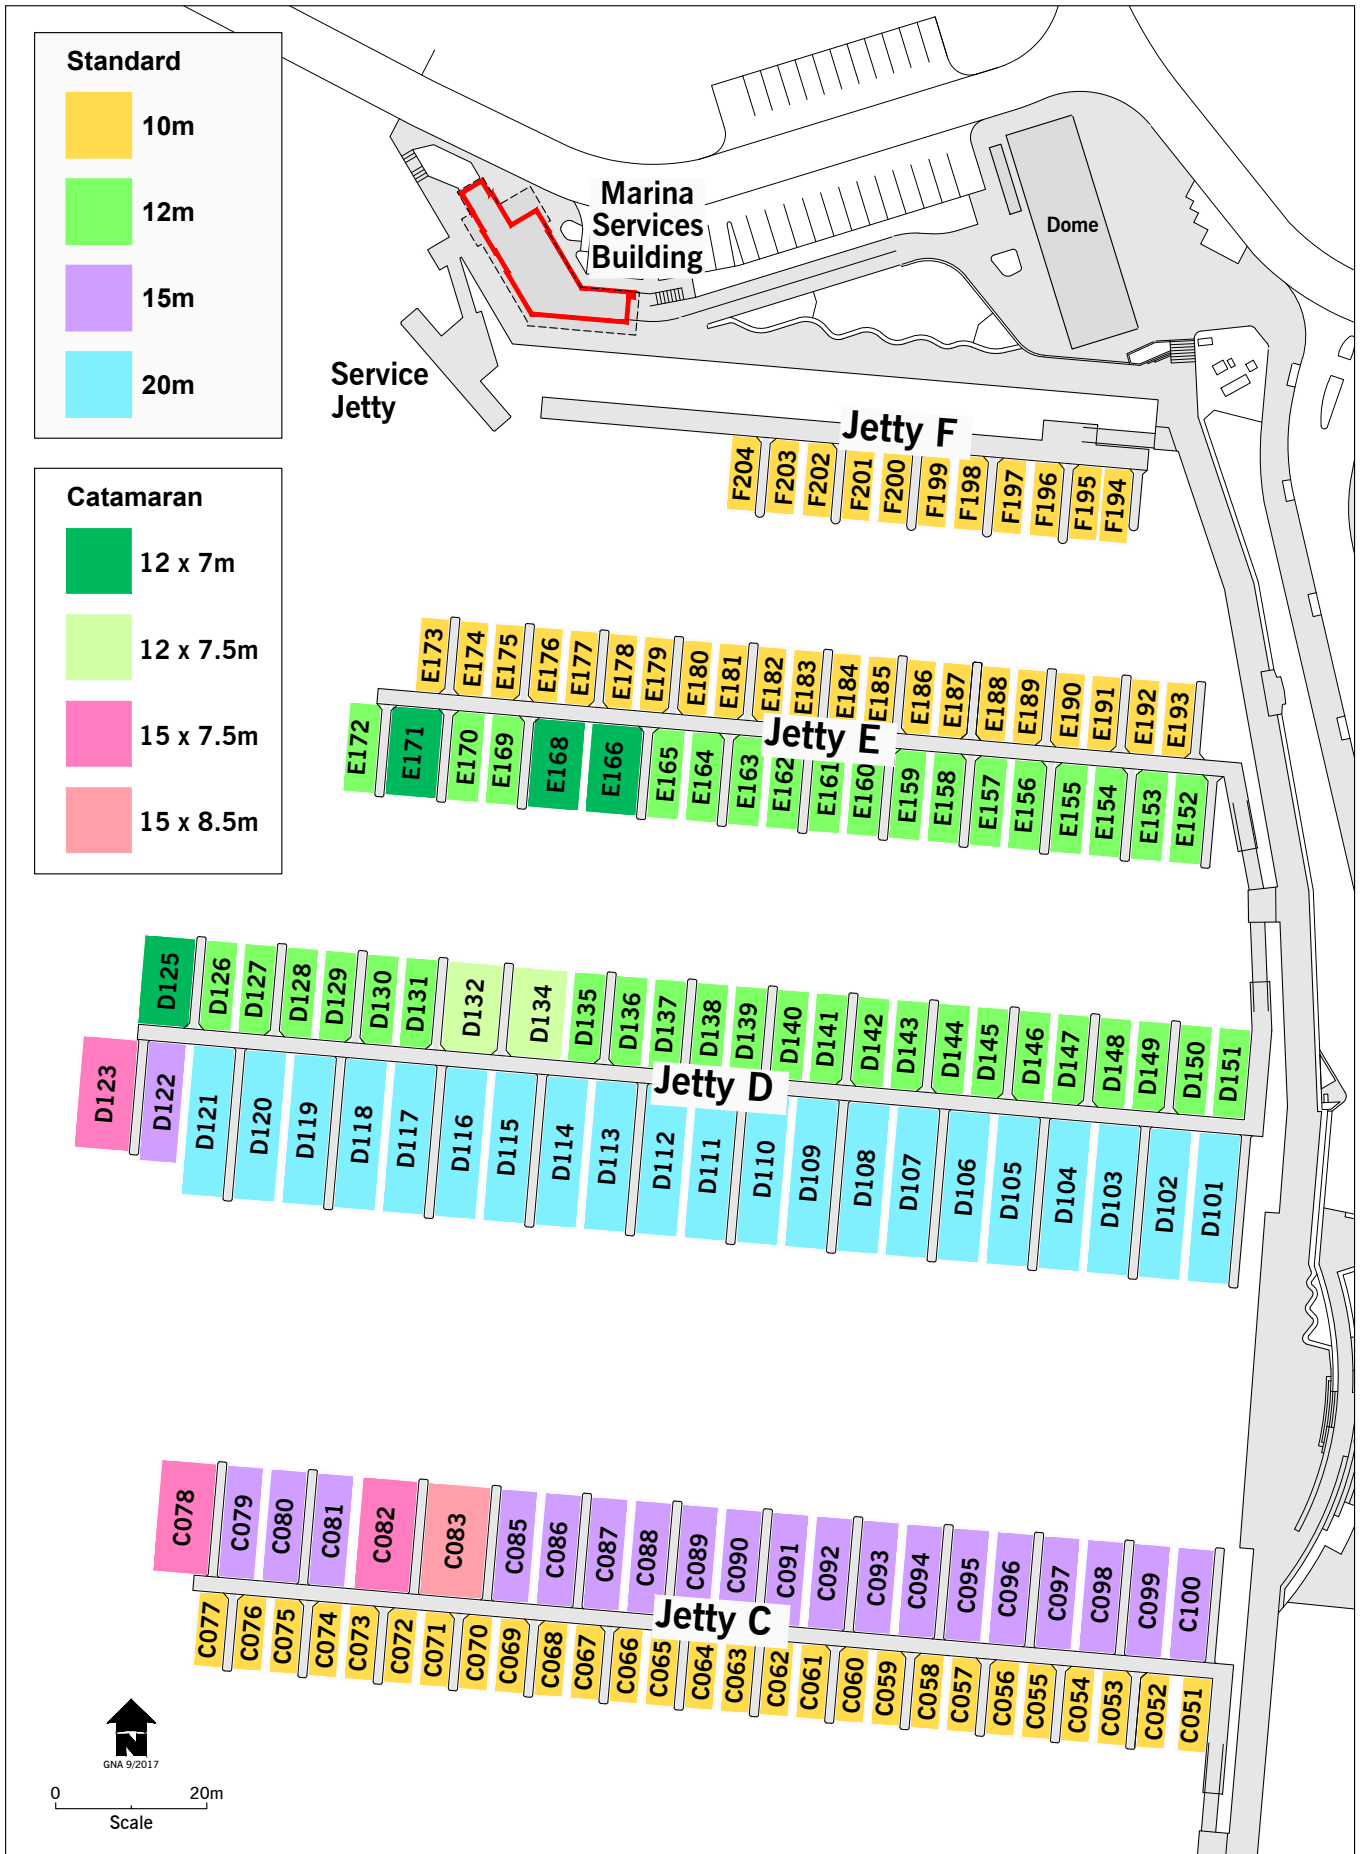 Standard
10m
12m
15m
20m
Catamaran
12 x 7m
12 x 7.5m
15 x 7.5m
15 x 8.5m
Marina
Services
Building
Dome
Service
Jetty
Jetty F
F204
F203
F202
F201
F200
F199
F198
F197
F196
F195
F194
E173
E174
E175
E176
E177
E178
E179
E180
E181
E182
E183
E184
E185
E186
E187
E188
E189
E190
E191
E192
E193
Jetty E
E172
E171
E170
E169
E168
E166
E165
E164
E163
E162
E161
E160
E159
E158
E157
E156
E155
E154
E153
E152
D125
D126
D127
D128
D129
D130
D131
D132
D134
D135
D136
D137
D138
D139
D140
D141
D142
D143
D144
D145
D146
D147
D148
D149
D150
D151
Jetty D
D123
D122
D121
D120
D119
D118
D117
D116
D115
D114
D113
D112
D111
D110
D109
D108
D107
D106
D105
D104
D103
D102
D101
C078
C079
C080
C081
C082
C083
C085
C086
C087
C088
C089
C090
C091
C092
C093
C094
C095
C096
C097
C098
C099
C100
Jetty C
C077
C076
C075
C074
C073
C072
C071
C070
C069
C068
C067
C066
C065
C064
C063
C062
C061
C060
C059
C058
C057
C056
C055
C054
C053
C052
C051
N
GNA 9/2017
0 20m
Scale